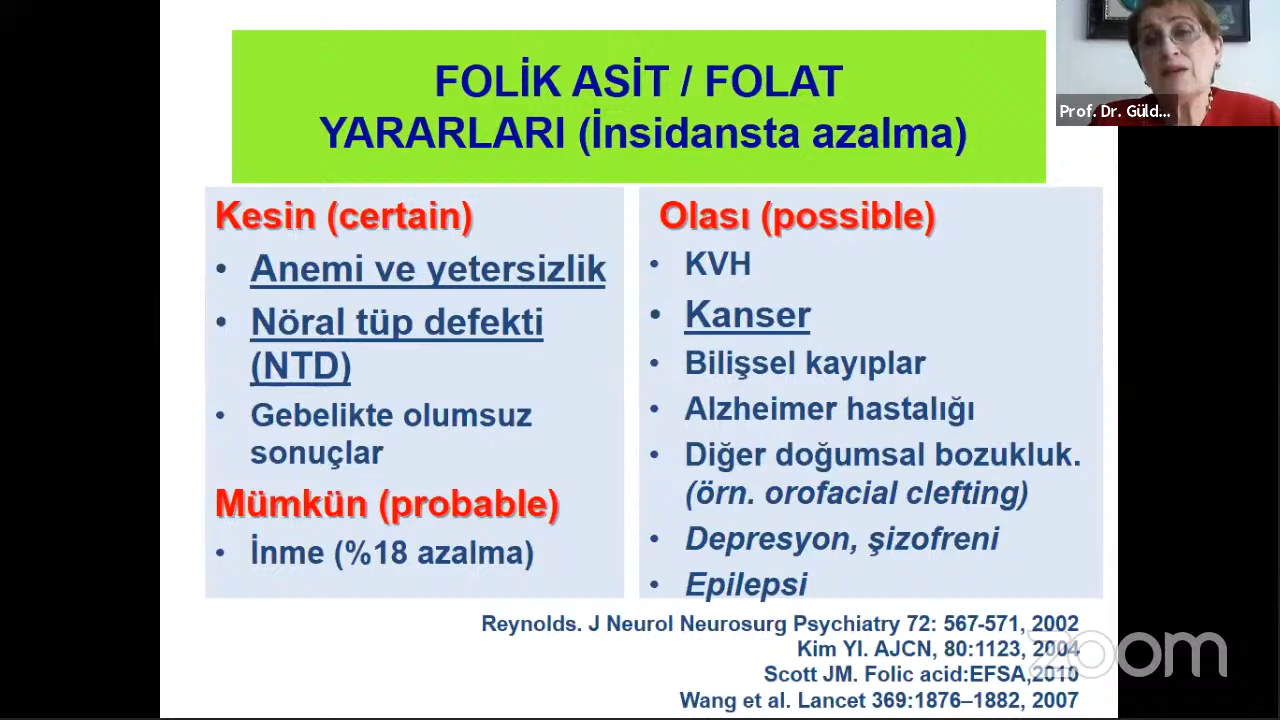 FOLİK ASİT / FOLAT
YARARLARI (İnsidansta azalma)
Prof. Dr. Güld...
Kesin (certain)
• Anemi ve yetersizlik
• Nöral tüp defekti
(NTD)
• Gebelikte olumsuz
sonuçlar
Mümkün (probable)
• İnme (%18 azalma)
Olası (possible)
• KVH
• Kanser
• Bilişsel kayıplar
• Alzheimer hastalığı
• Diğer doğumsal bozukluk.
(örn. orofacial clefting)
• Depresyon, şizofreni
• Epilepsi
Reynolds. J Neurol Neurosurg Psychiatry 72: 567-571, 2002
Kim YI. AJCN, 80:1123, 2004
Scott JM. Folic acid:EFSA,2010
Wang et al. Lancet 369:1876–1882, 2007
zoom